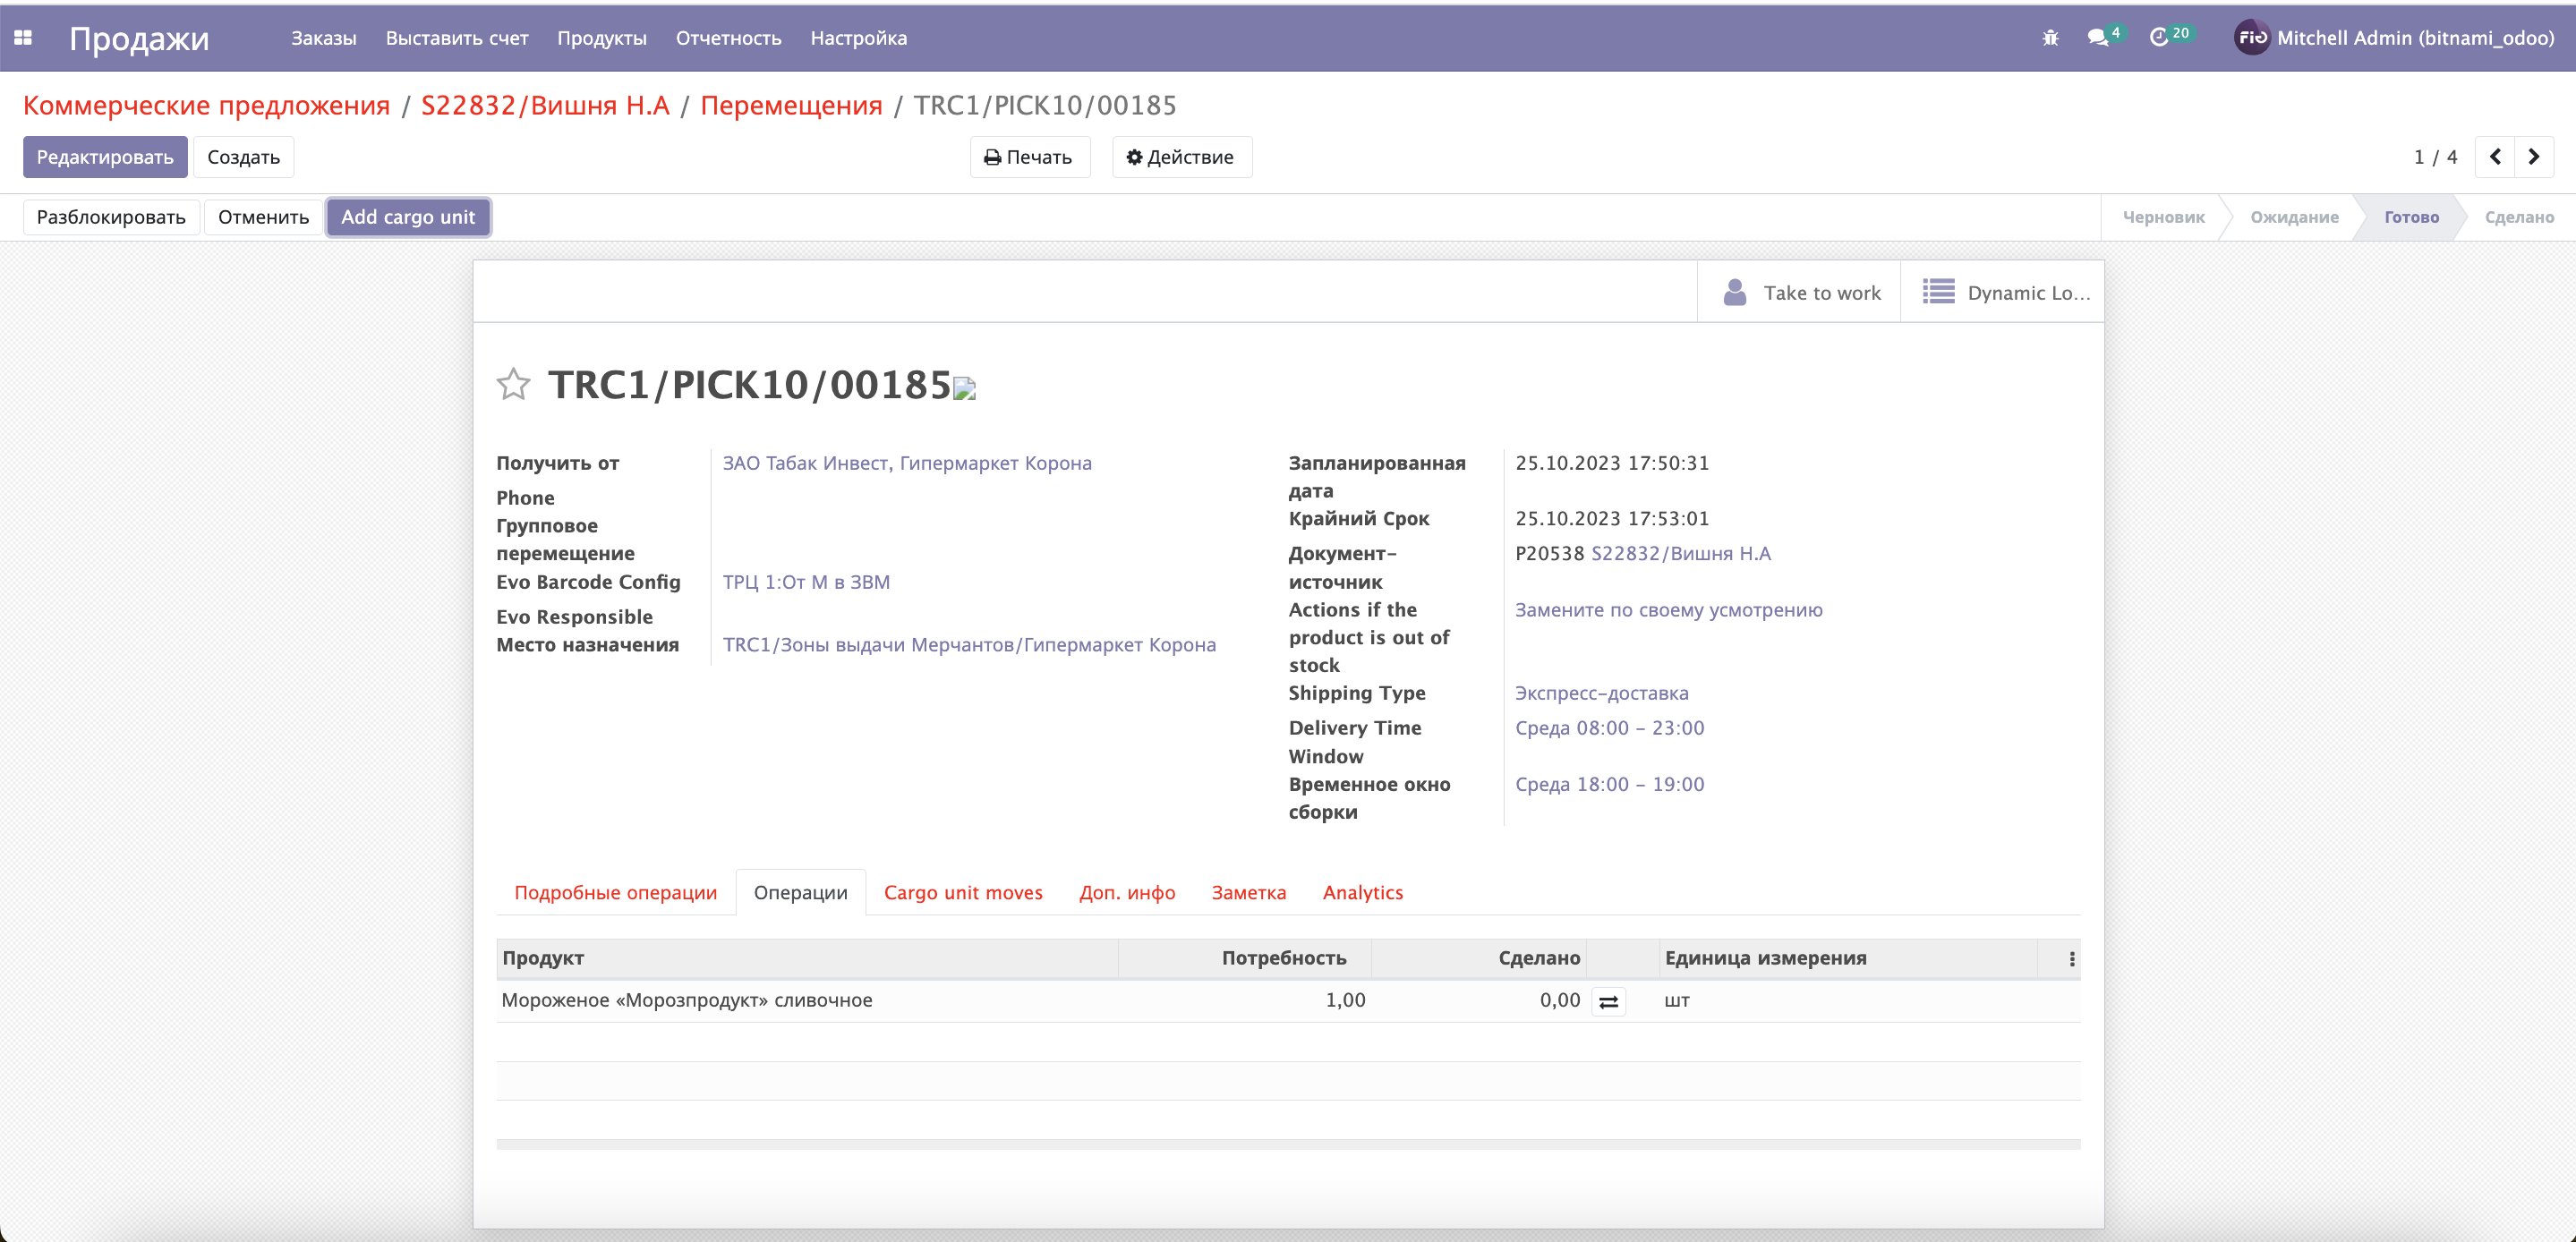 Продажи Заказы Выставить счет Продукты Отчетность Настройка 4 20 Fio Mitchell Admin (bitnami_odoo)
Коммерческие предложения / S22832/Вишня Н.А / Перемещения / TRC1/PICK10/00185
Редактировать Создать Печать Действие 1 / 4
Разблокировать Отменить Add cargo unit Черновик Ожидание Готово Сделано
Take to work Dynamic Lo...
TRC1/PICK10/00185
Получить от ЗАО Табак Инвест, Гипермаркет Корона
Phone
Групповое
перемещение
Evo Barcode Config ТРЦ 1:От М в ЗВМ
Evo Responsible
Место назначения TRC1/Зоны выдачи Мерчантов/Гипермаркет Корона
Запланированная 25.10.2023 17:50:31
дата
Крайний Срок 25.10.2023 17:53:01
Документ- P20538 S22832/Вишня Н.А
источник
Actions if the Замените по своему усмотрению
product is out of
stock
Shipping Type Экспресс-доставка
Delivery Time Среда 08:00 - 23:00
Window
Временное окно Среда 18:00 - 19:00
сборки
Подробные операции Операции Cargo unit moves Доп. инфо Заметка Analytics
Продукт Потребность Сделано Единица измерения
Мороженое «Морозпродукт» сливочное 1,00 0,00 шт